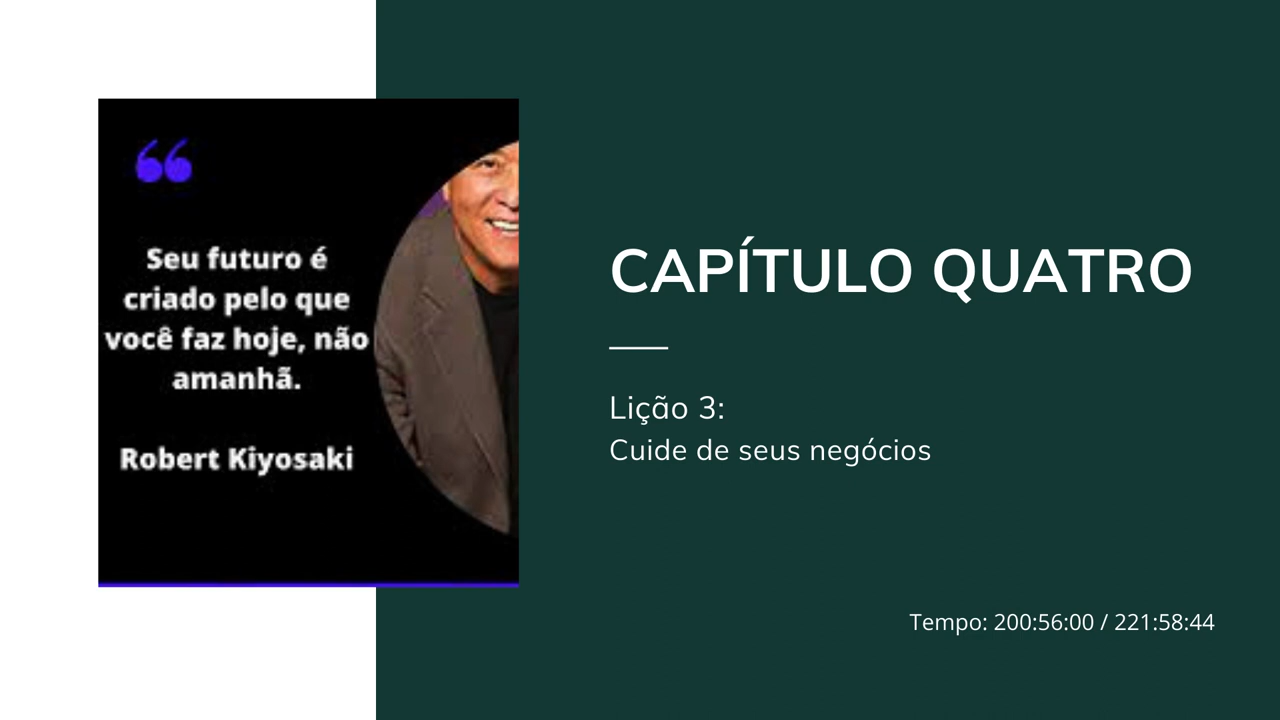 Seu futuro é
criado pelo que
você faz hoje, não
amanhã.
Robert Kiyosaki
CAPÍTULO QUATRO
Lição 3:
Cuide de seus negócios
Tempo: 200:56:00 / 221:58:44